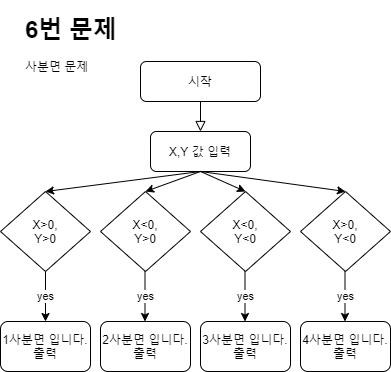 6번 문제
사분면 문제
시작
X,Y 값 입력
X>0,
Y>0
X<0,
Y>0
X<0,
Y<0
X>0,
Y<0
yes
yes
yes
yes
1사분면 입니다.
출력
2사분면 입니다.
출력
3사분면 입니다.
출력
4사분면 입니다.
출력